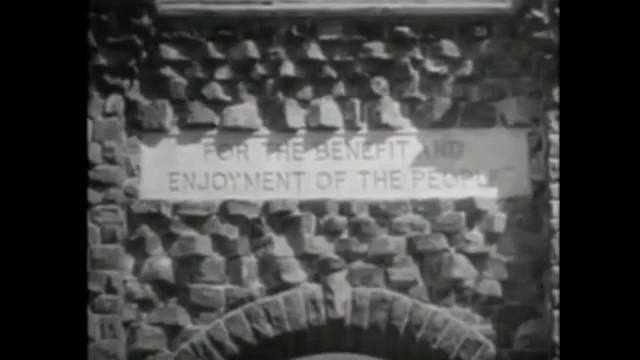 FOR THE BENEFIT AND
ENJOYMENT OF THE PEOPLE